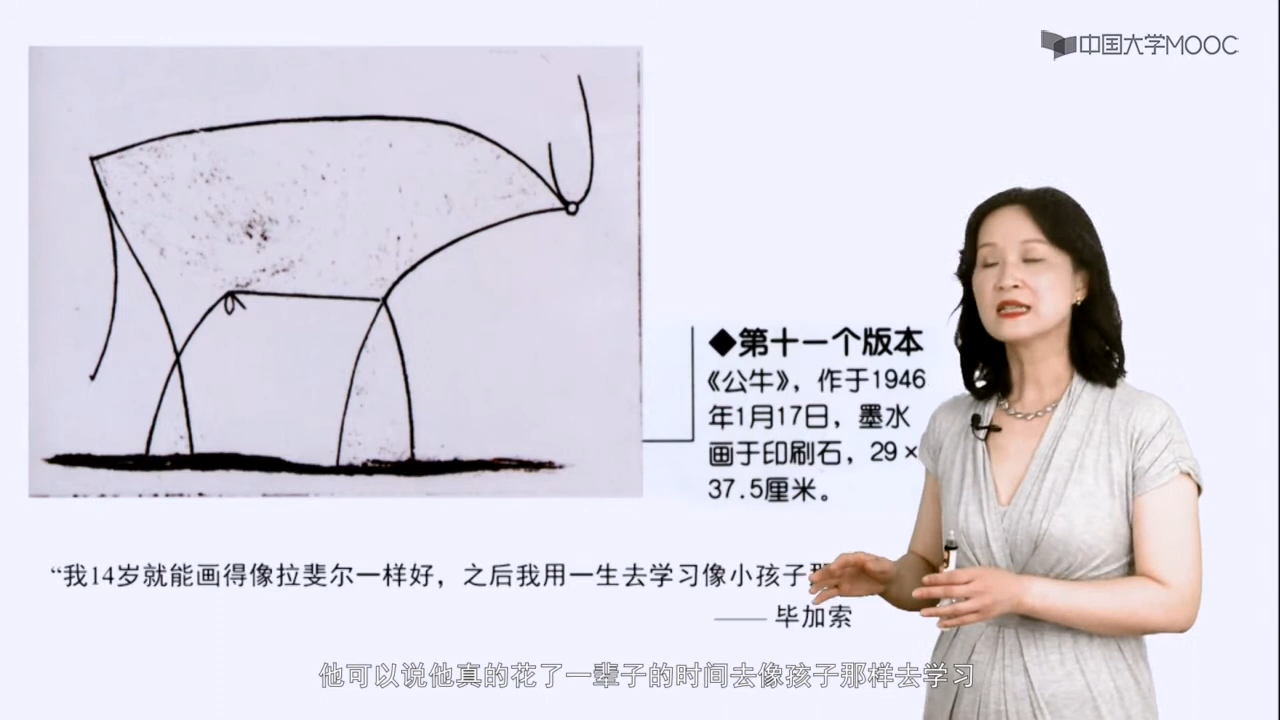 中国大学MOOC
◆第十一个版本
《公牛》，作于1946
年1月17日，墨水
画于印刷石，29×
37.5厘米。
“我14岁就能画得像拉斐尔一样好，之后我用一生去学习像小孩子
—— 毕加索
他可以说他真的花了一辈子的时间去像孩子那样去学习